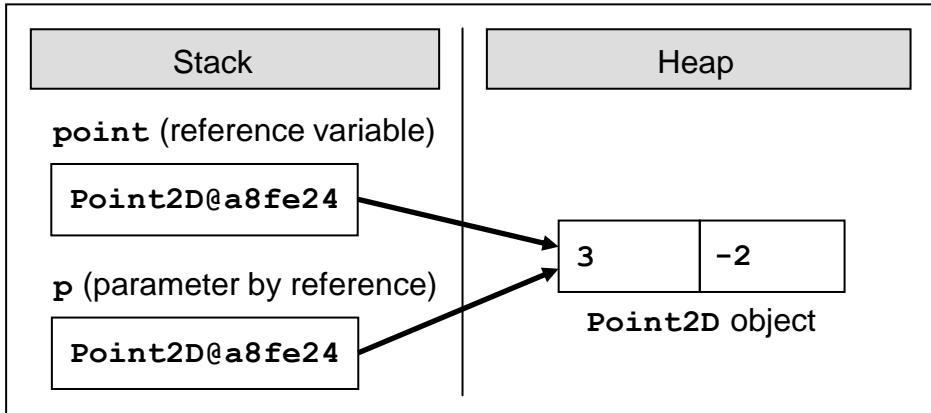 Stack
Heap
point (reference variable)
Point2D@a8fe24
3
-2
p (parameter by reference)
Point2D object
Point2D@a8fe24